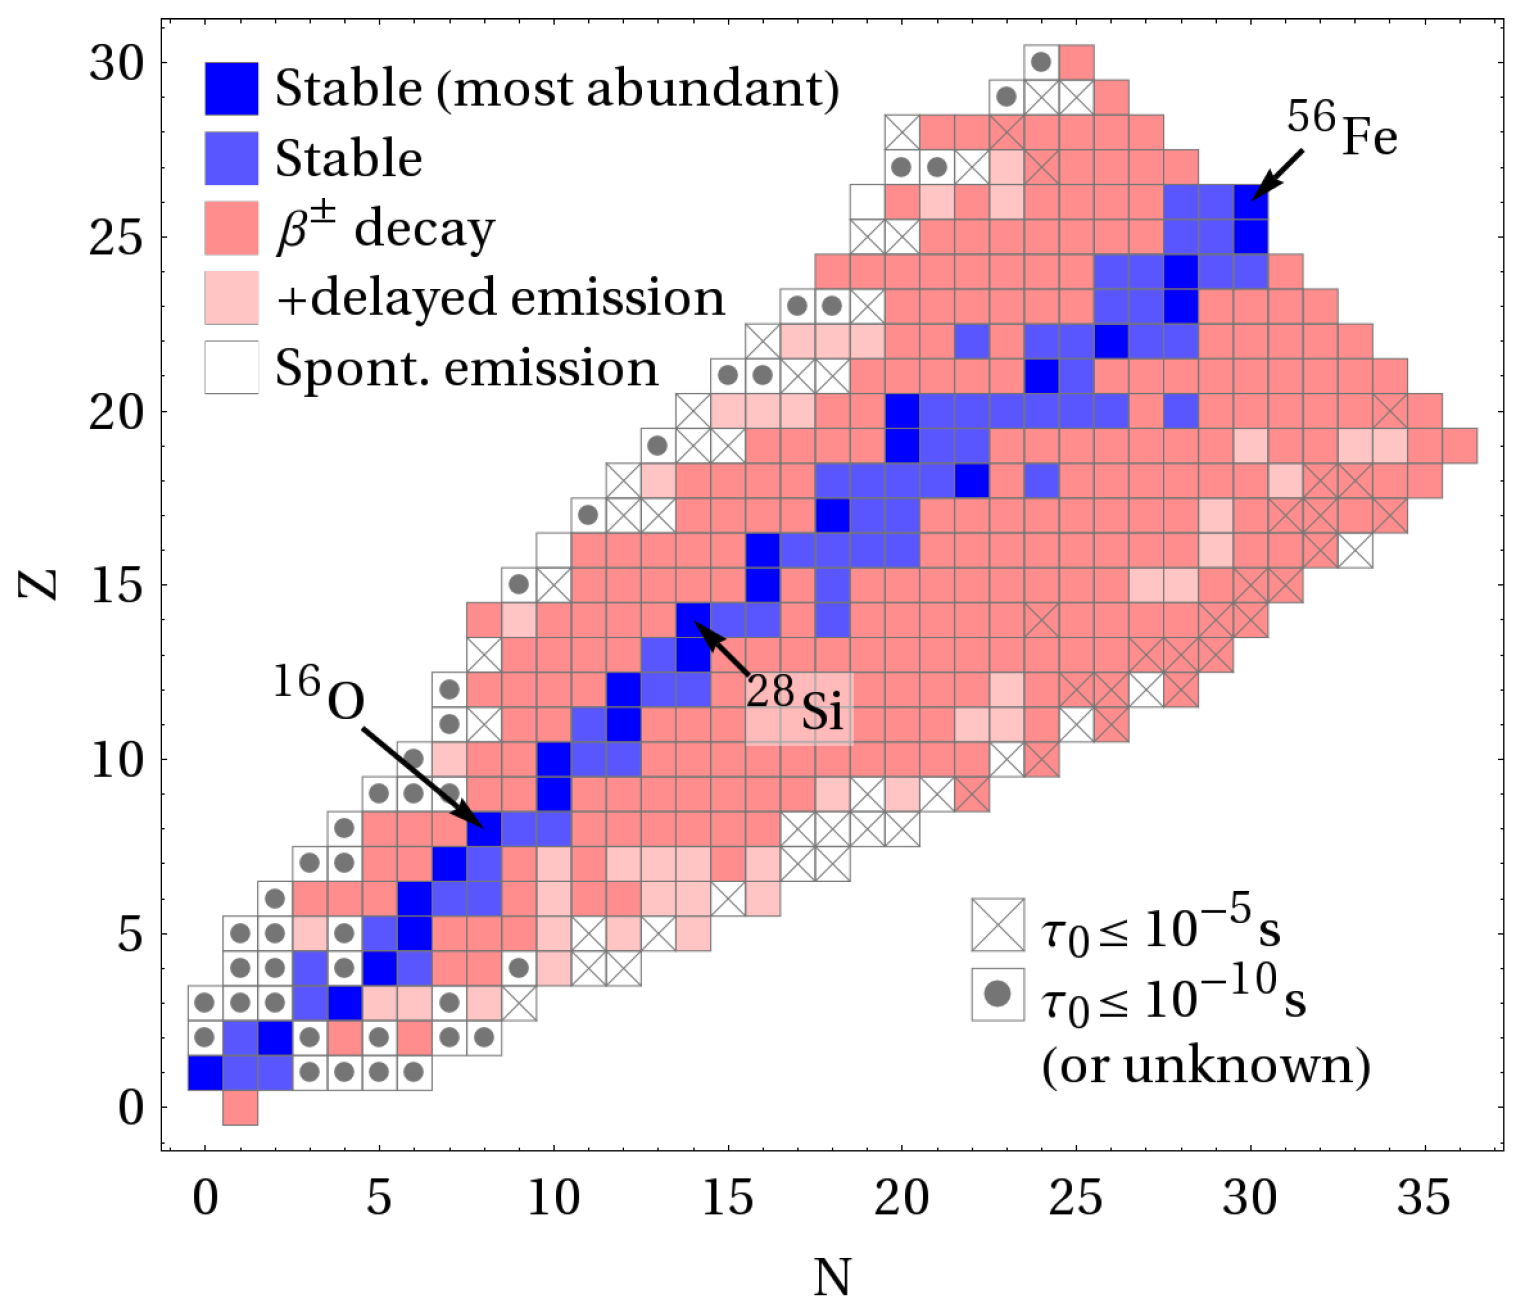 30
25
20
15
10
5
0
Z
Stable (most abundant)
Stable
β± decay
+delayed emission
Spont. emission
⁵⁶Fe
¹⁶O
²⁸Si
τ₀ ≤ 10⁻⁵s
τ₀ ≤ 10⁻¹⁰s
(or unknown)
0 5 10 15 20 25 30 35
N